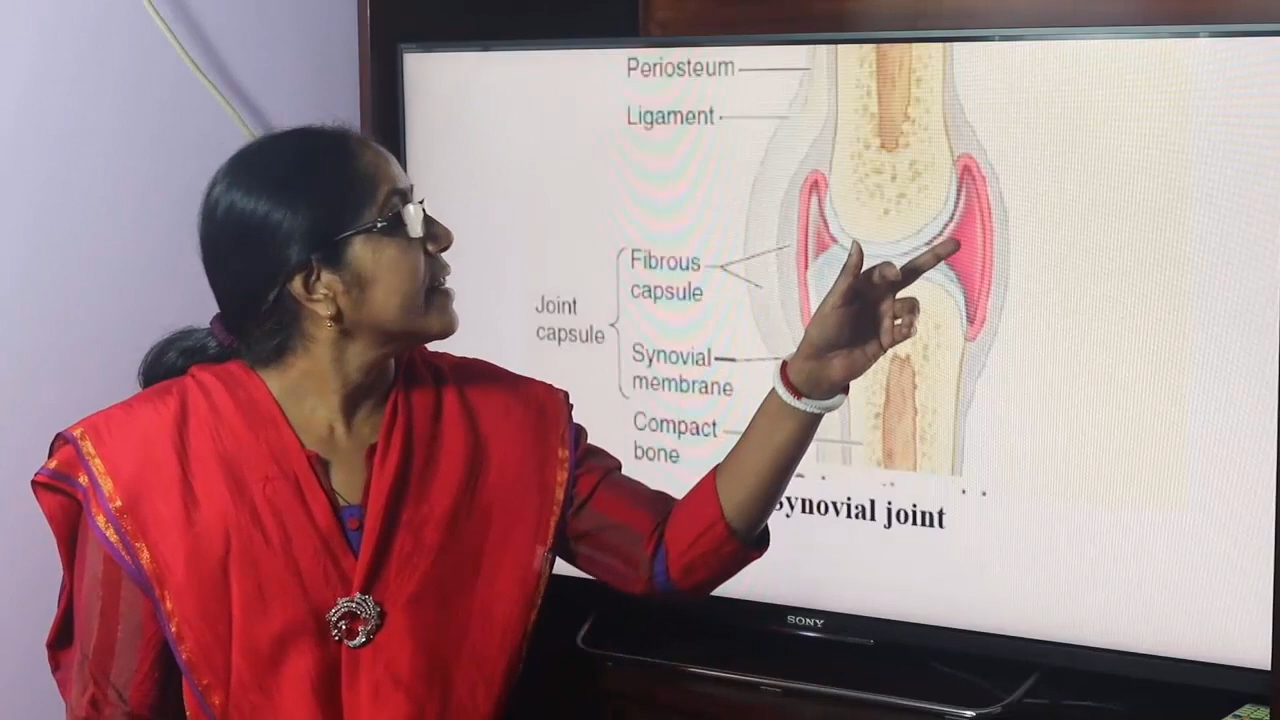 Periosteum
Ligament
Fibrous
capsule
Joint
capsule
Synovial
membrane
Compact
bone
Synovial joint
SONY